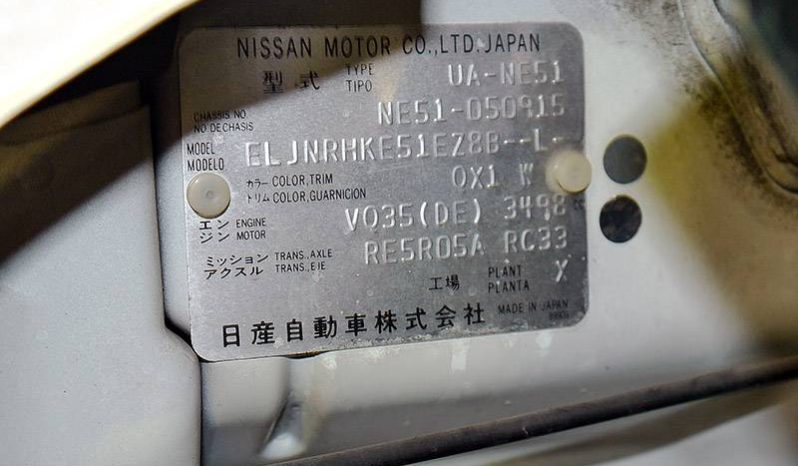 NISSAN MOTOR CO.,LTD.JAPAN
型式 TYPE TIPO UA-NE51
CHASSIS NO. NO DECHASIS NE51-050915
MODEL MODELO ELJNRHKE51EZ8B--L-
カラー COLOR,TRIM トリム COLOR,GUARNICION QX1 W
エンジン ENGINE MOTOR VQ35(DE) 3498 cc
ミッション TRANS.,AXLE アクスル TRANS.,EJE RE5R05A RC33
工場 PLANT PLANTA X
日産自動車株式会社 MADE IN JAPAN